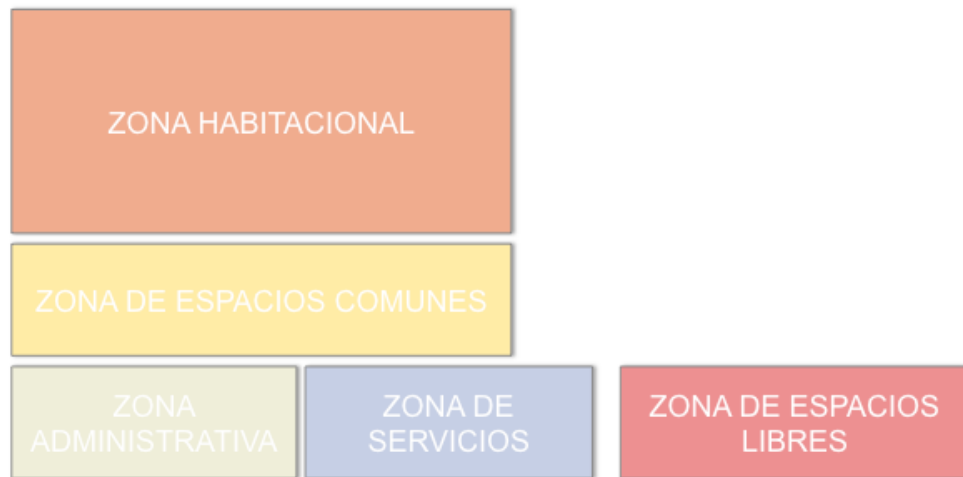 ZONA HABITACIONAL
ZONA DE ESPACIOS COMUNES
ZONA
ADMINISTRATIVA
ZONA DE
SERVICIOS
ZONA DE ESPACIOS
LIBRES